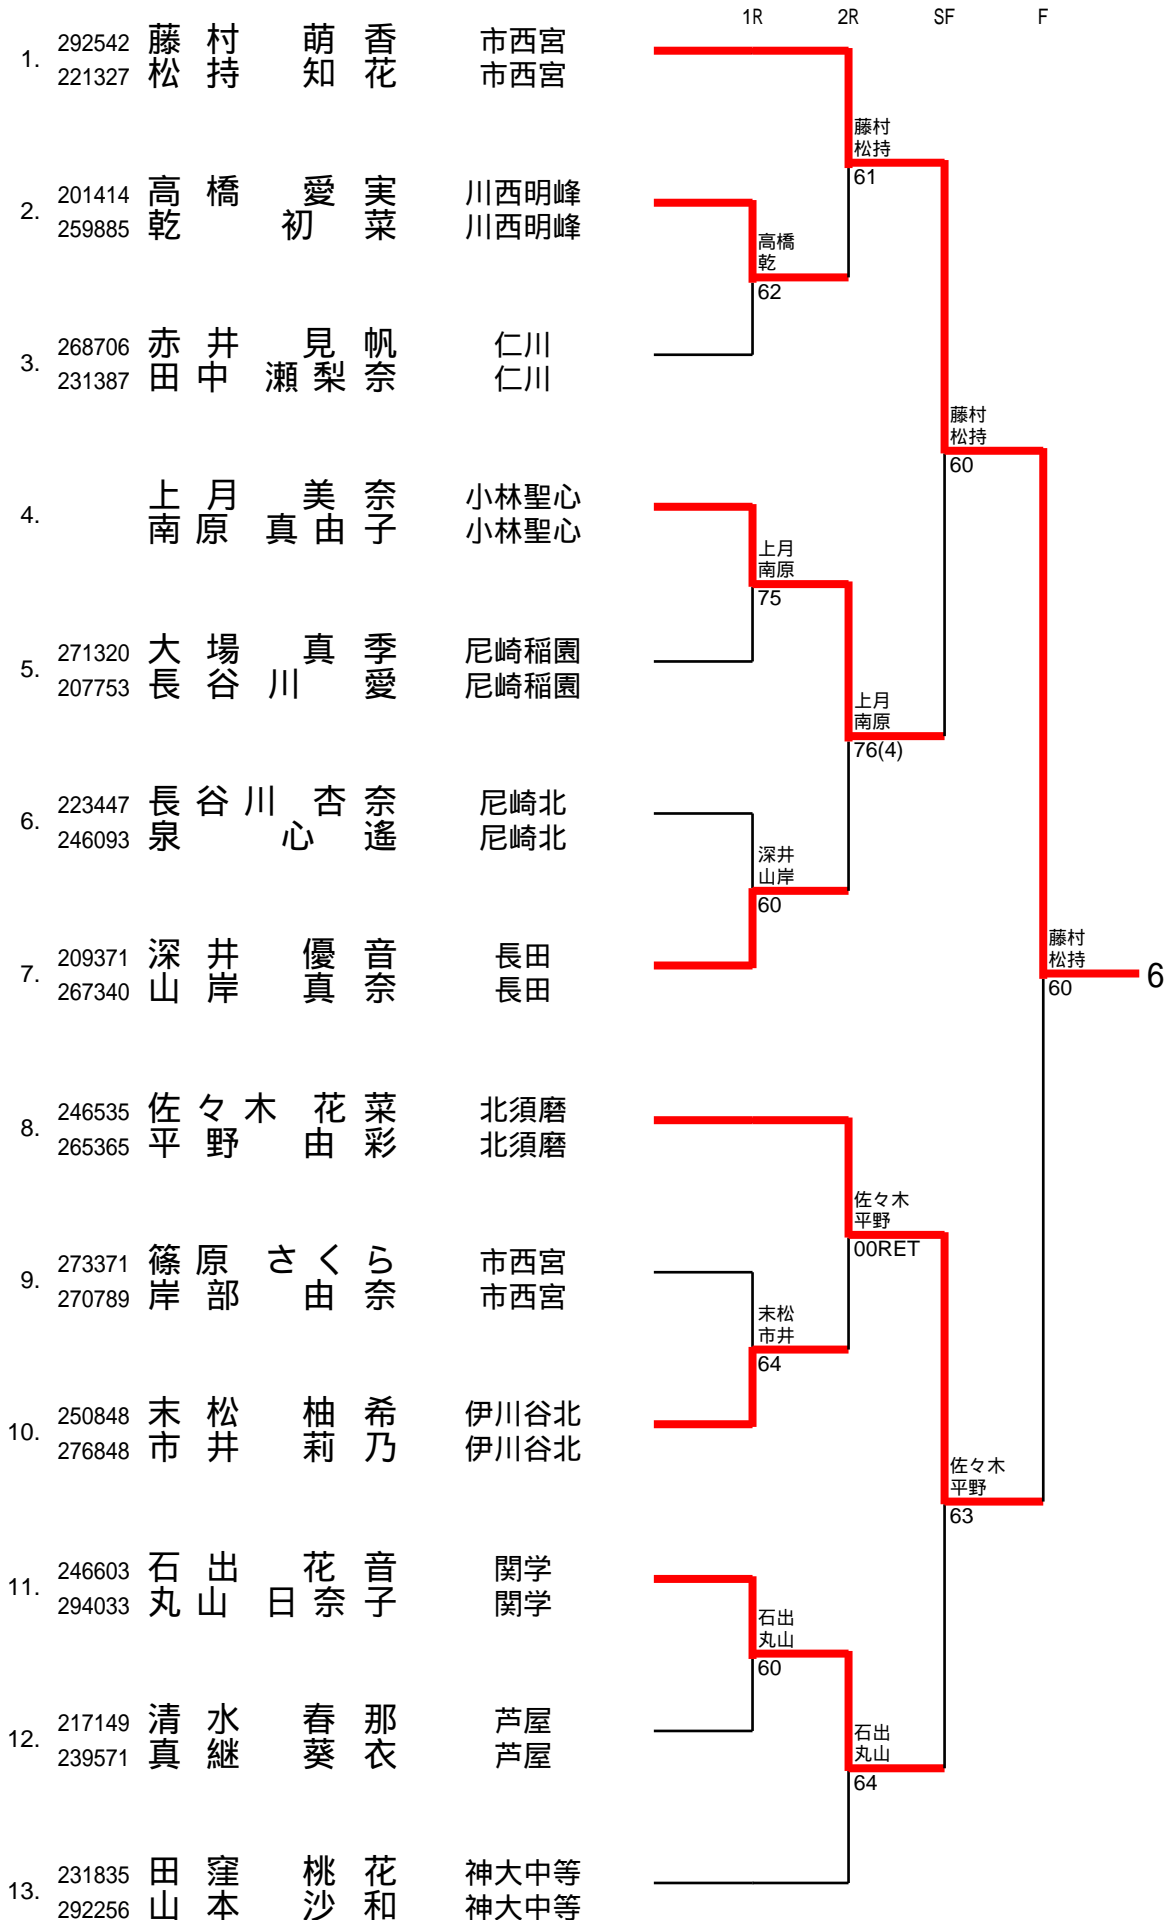 1R 2R SF F
1. 292542 藤村 萌香 市西宮
221327 松持 知花 市西宮
藤村
松持
61
2. 201414 高橋 愛実 川西明峰
259885 乾 初菜 川西明峰
高橋
乾
62
3. 268706 赤井 見帆 仁川
231387 田中 瀬梨奈 仁川
藤村
松持
60
4. 上月 美奈 小林聖心
南原 真由子 小林聖心
上月
南原
75
5. 271320 大場 真季 尼崎稲園
207753 長谷川 愛 尼崎稲園
上月
南原
76(4)
6. 223447 長谷川 杏奈 尼崎北
246093 泉 心遙 尼崎北
深井
山岸
60
7. 209371 深井 優音 長田
267340 山岸 真奈 長田
藤村
松持
60
6
8. 246535 佐々木 花菜 北須磨
265365 平野 由彩 北須磨
佐々木
平野
00RET
9. 273371 篠原 さくら 市西宮
270789 岸部 由奈 市西宮
末松
市井
64
10. 250848 末松 柚希 伊川谷北
276848 市井 莉乃 伊川谷北
佐々木
平野
63
11. 246603 石出 花音 関学
294033 丸山 日奈子 関学
石出
丸山
60
12. 217149 清水 春那 芦屋
239571 真継 葵衣 芦屋
石出
丸山
64
13. 231835 田窪 桃花 神大中等
292256 山本 沙和 神大中等